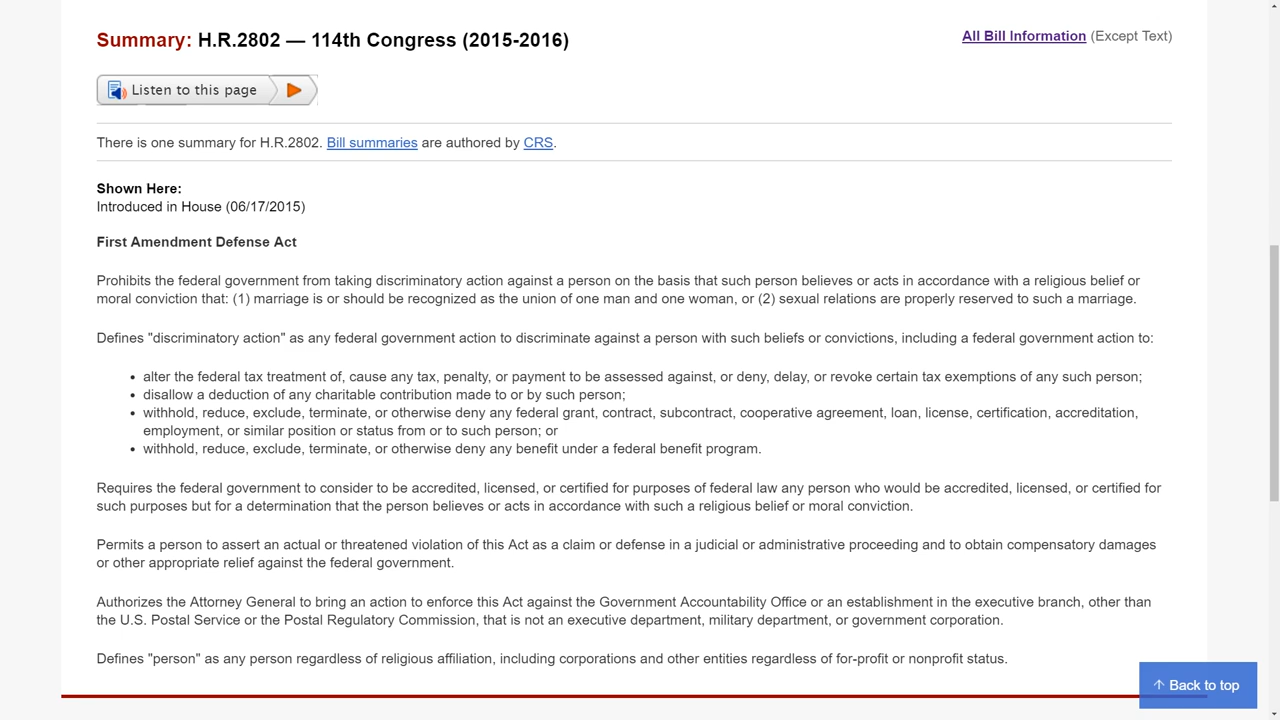 Summary: H.R.2802 — 114th Congress (2015-2016)
All Bill Information (Except Text)
Listen to this page
There is one summary for H.R.2802. Bill summaries are authored by CRS.
Shown Here:
Introduced in House (06/17/2015)
First Amendment Defense Act
Prohibits the federal government from taking discriminatory action against a person on the basis that such person believes or acts in accordance with a religious belief or
moral conviction that: (1) marriage is or should be recognized as the union of one man and one woman, or (2) sexual relations are properly reserved to such a marriage.
Defines "discriminatory action" as any federal government action to discriminate against a person with such beliefs or convictions, including a federal government action to:
• alter the federal tax treatment of, cause any tax, penalty, or payment to be assessed against, or deny, delay, or revoke certain tax exemptions of any such person;
• disallow a deduction of any charitable contribution made to or by such person;
• withhold, reduce, exclude, terminate, or otherwise deny any federal grant, contract, subcontract, cooperative agreement, loan, license, certification, accreditation,
employment, or similar position or status from or to such person; or
• withhold, reduce, exclude, terminate, or otherwise deny any benefit under a federal benefit program.
Requires the federal government to consider to be accredited, licensed, or certified for purposes of federal law any person who would be accredited, licensed, or certified for
such purposes but for a determination that the person believes or acts in accordance with such a religious belief or moral conviction.
Permits a person to assert an actual or threatened violation of this Act as a claim or defense in a judicial or administrative proceeding and to obtain compensatory damages
or other appropriate relief against the federal government.
Authorizes the Attorney General to bring an action to enforce this Act against the Government Accountability Office or an establishment in the executive branch, other than
the U.S. Postal Service or the Postal Regulatory Commission, that is not an executive department, military department, or government corporation.
Defines "person" as any person regardless of religious affiliation, including corporations and other entities regardless of for-profit or nonprofit status.
↑ Back to top